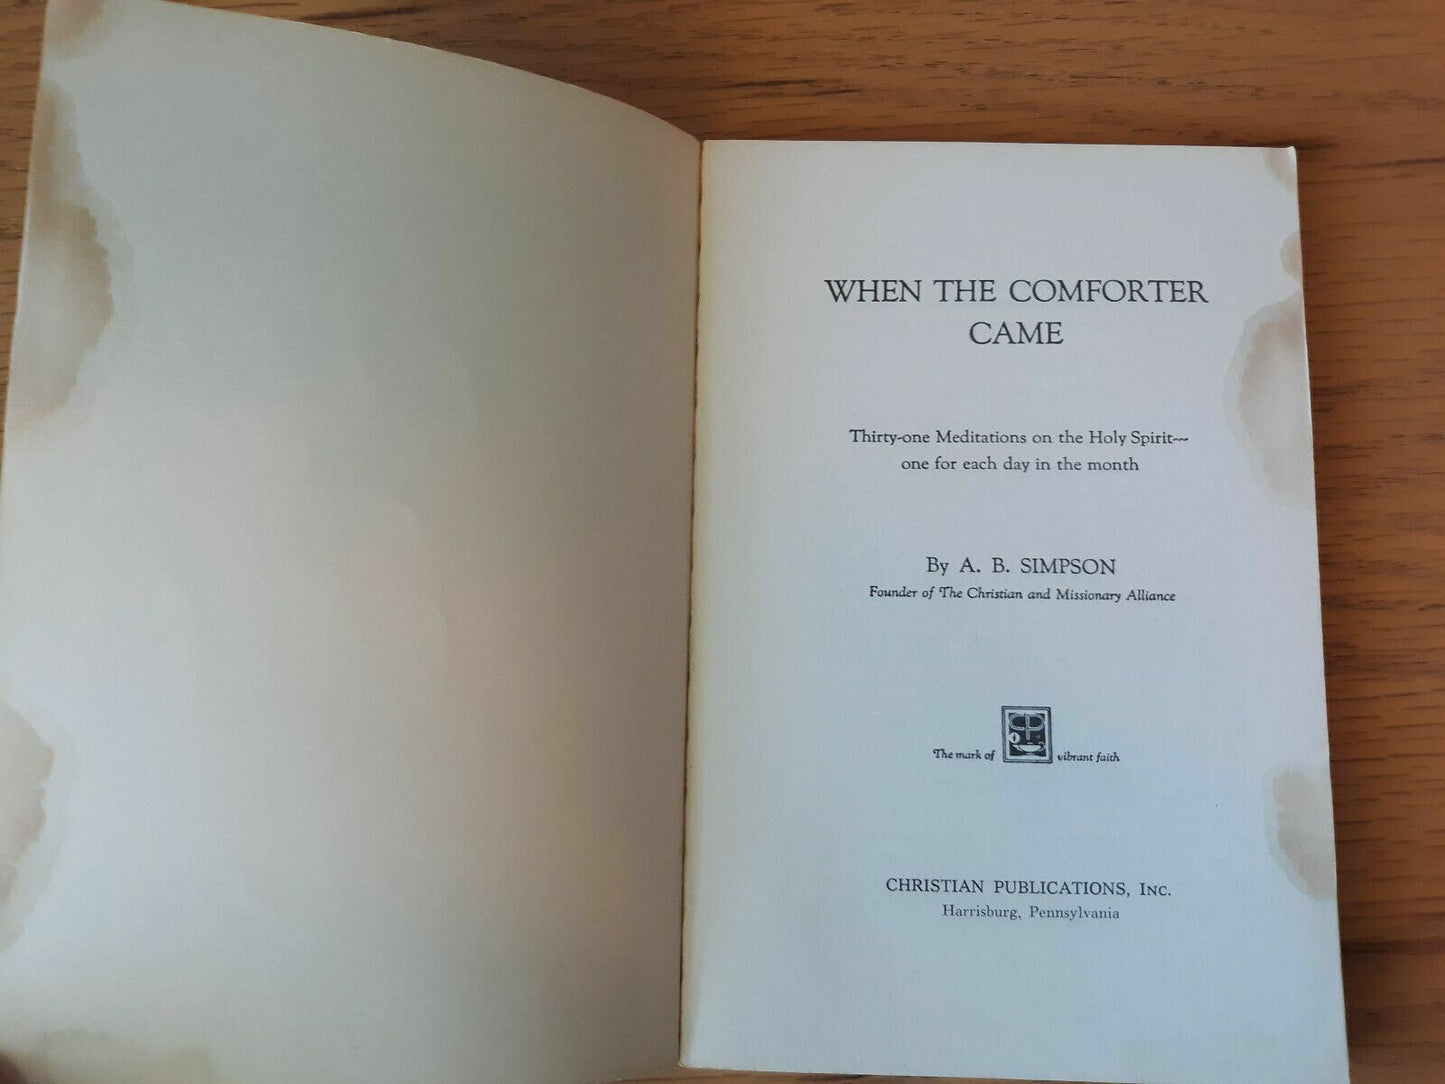 WHEN THE COMFORTER
CAME
Thirty-one Meditations on the Holy Spirit—
one for each day in the month
By A. B. SIMPSON
Founder of The Christian and Missionary Alliance
CP
The mark of vibrant faith
CHRISTIAN PUBLICATIONS, INC.
Harrisburg, Pennsylvania